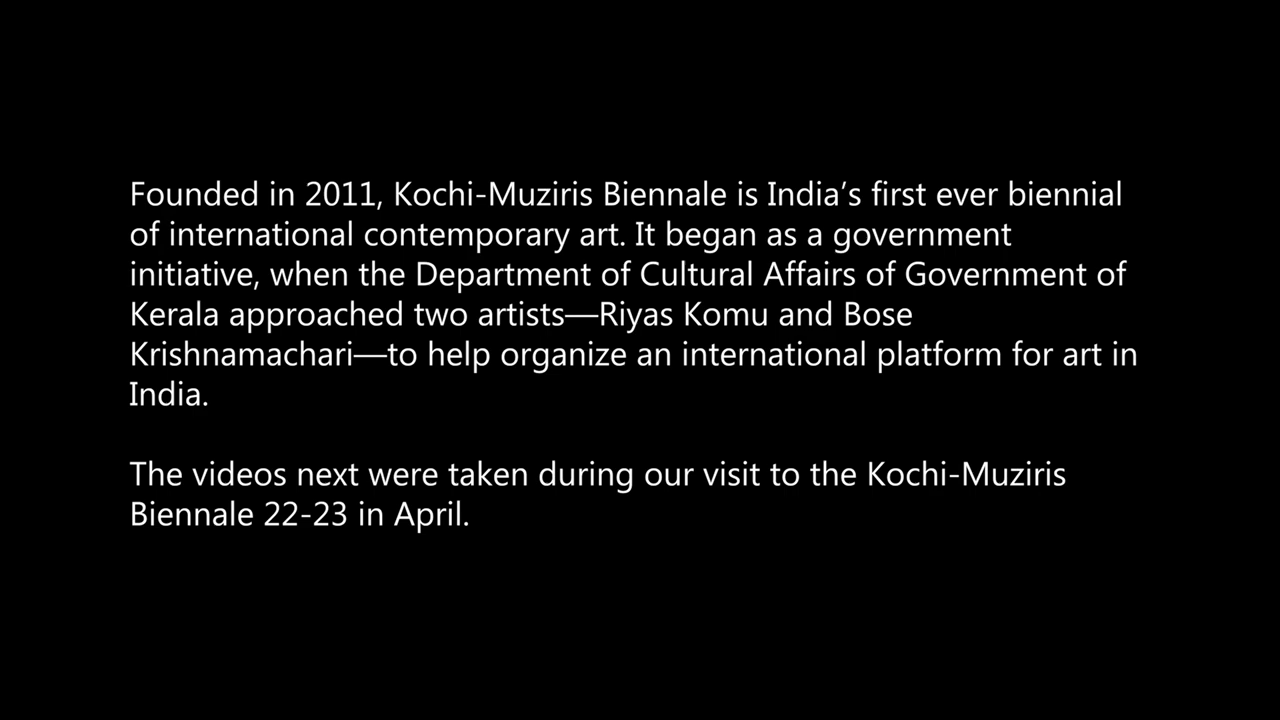 Founded in 2011, Kochi-Muziris Biennale is India’s first ever biennial
of international contemporary art. It began as a government
initiative, when the Department of Cultural Affairs of Government of
Kerala approached two artists—Riyas Komu and Bose
Krishnamachari—to help organize an international platform for art in
India.
The videos next were taken during our visit to the Kochi-Muziris
Biennale 22-23 in April.